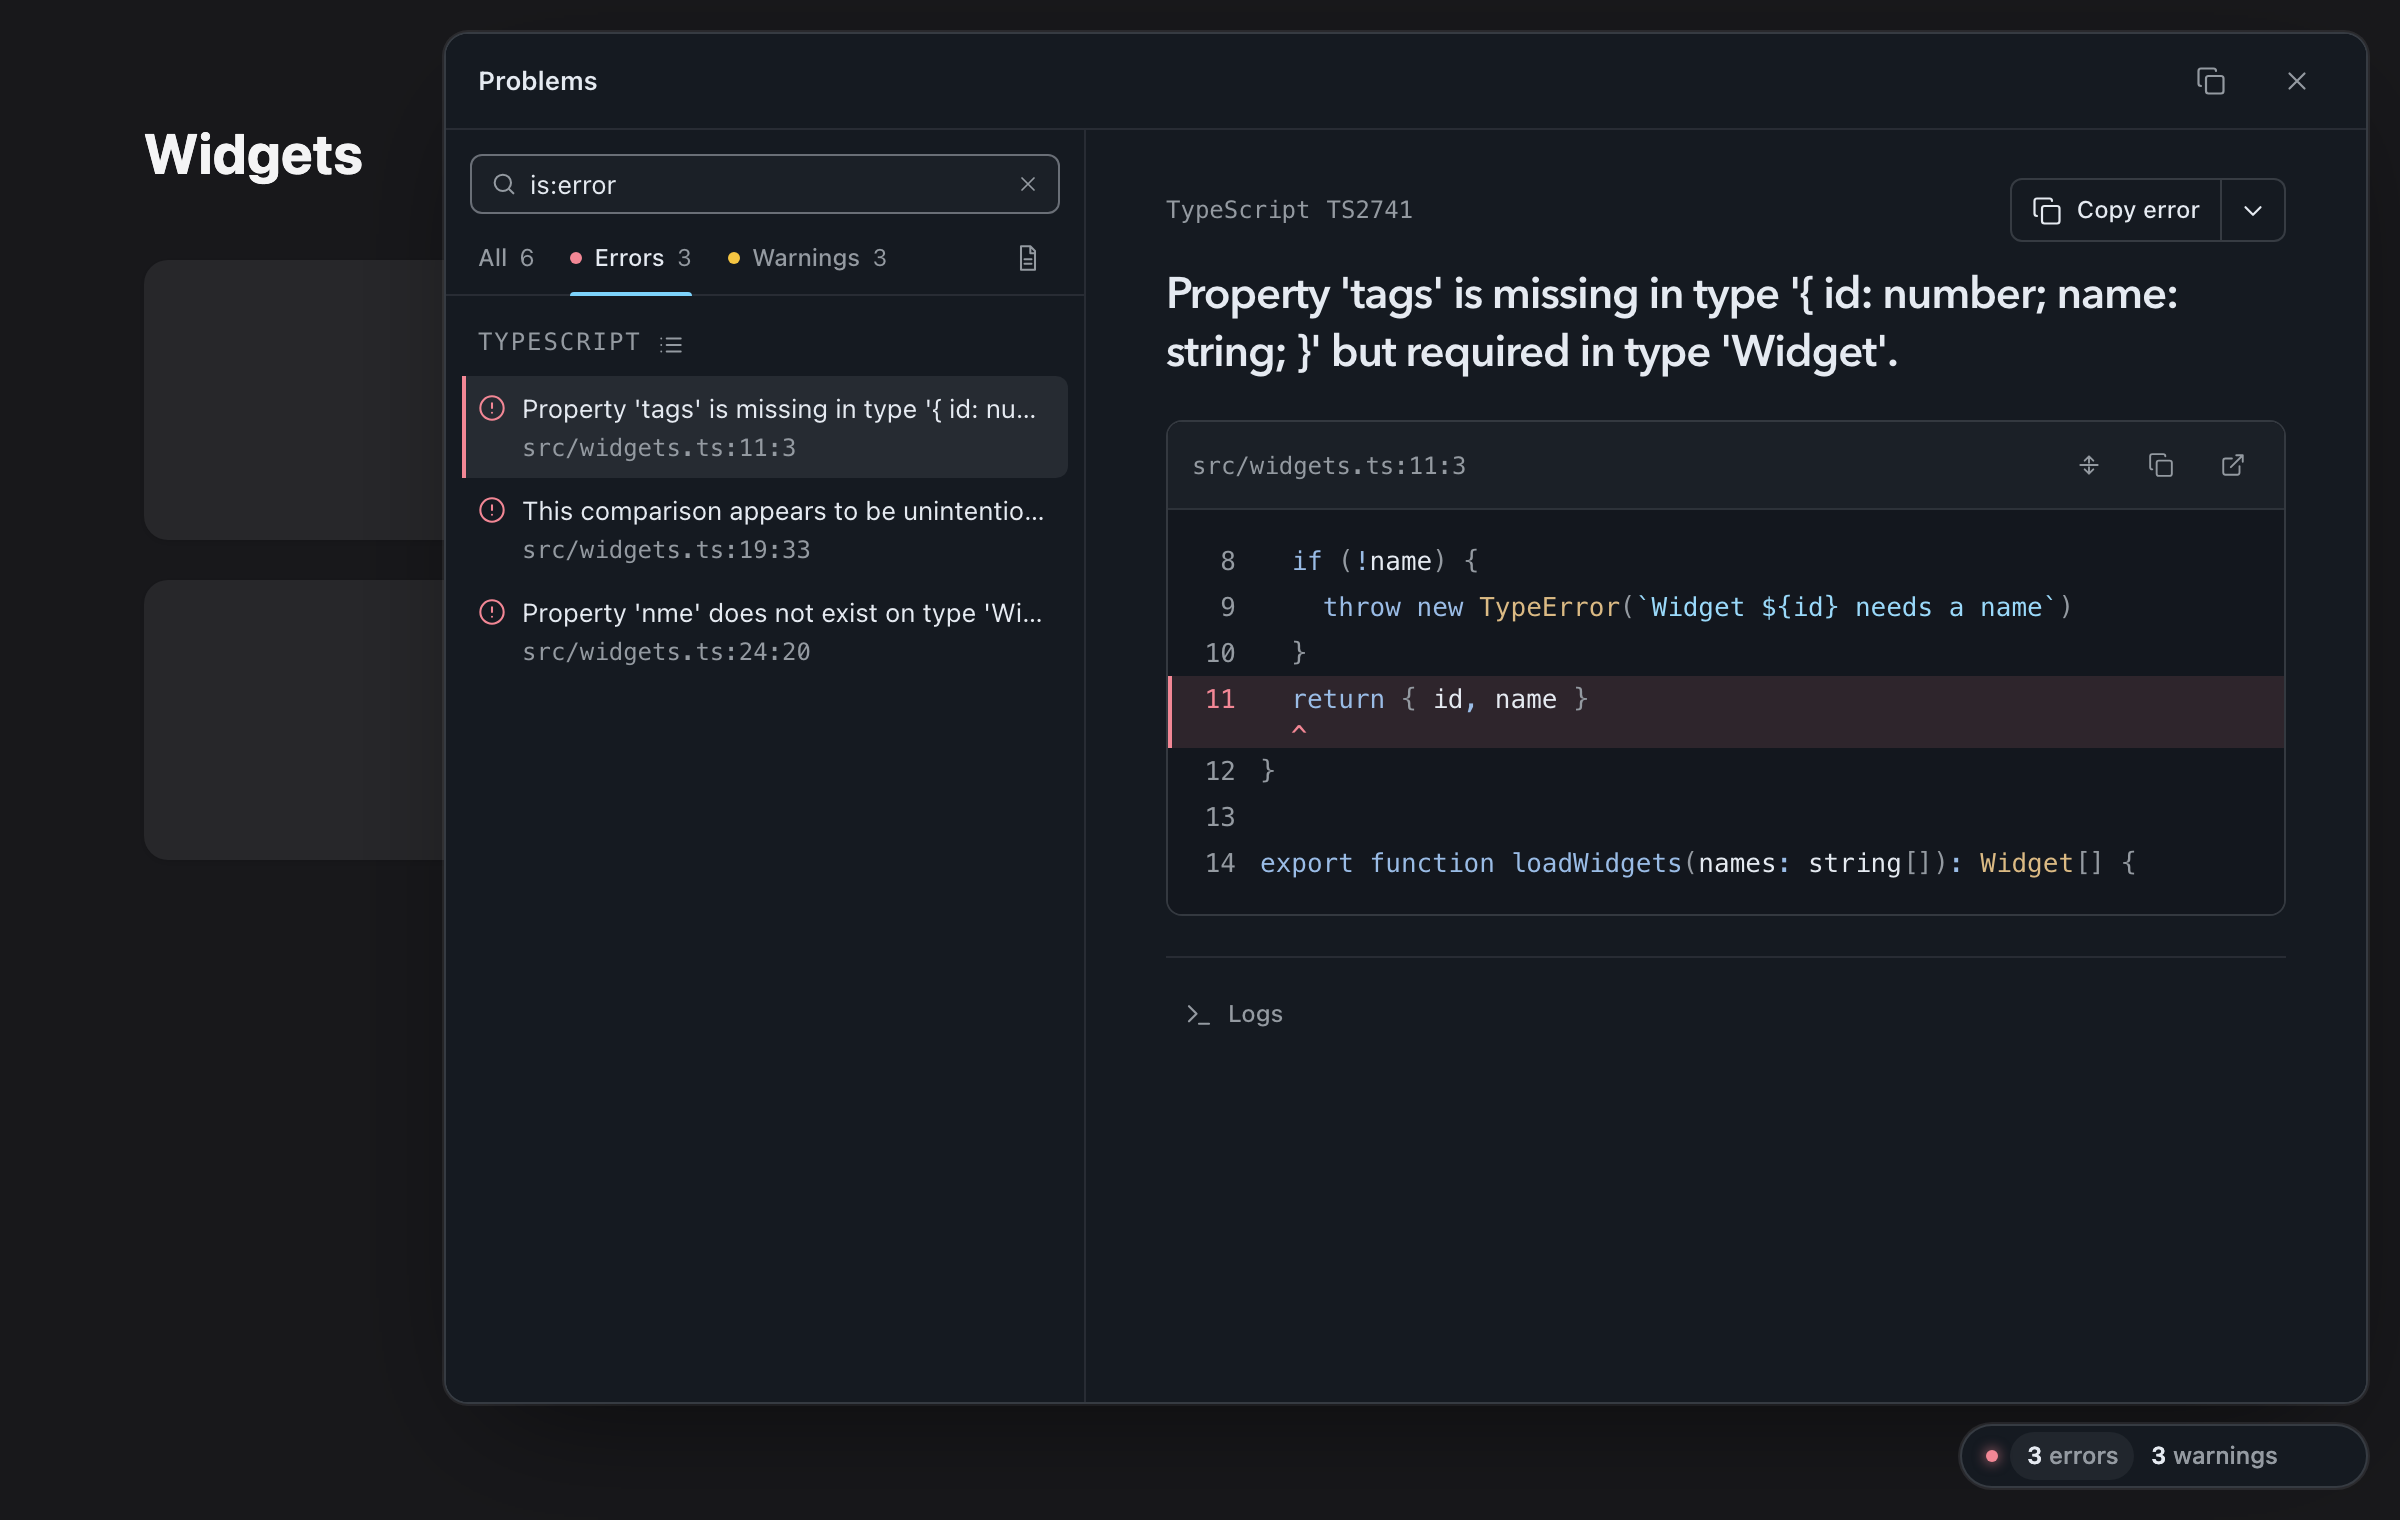 Widgets
Problems
is:error
All 6
Errors 3
Warnings 3
TYPESCRIPT
Property 'tags' is missing in type '{ id: nu...
src/widgets.ts:11:3
This comparison appears to be unintentio...
src/widgets.ts:19:33
Property 'nme' does not exist on type 'Wi...
src/widgets.ts:24:20
TypeScript TS2741
Copy error
Property 'tags' is missing in type '{ id: number; name:
string; }' but required in type 'Widget'.
src/widgets.ts:11:3
8   if (!name) {
9     throw new TypeError(`Widget ${id} needs a name`)
10   }
11   return { id, name }
^
12 }
13
14 export function loadWidgets(names: string[]): Widget[] {
Logs
3 errors
3 warnings